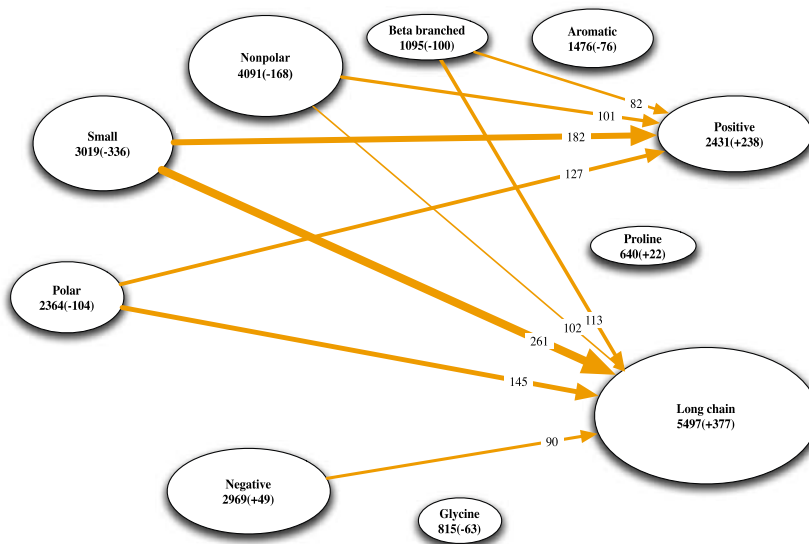 Beta branched
1095(-100)
Aromatic
1476(-76)
Nonpolar
4091(-168)
82
101
Positive
2431(+238)
Small
3019(-336)
182
127
Proline
640(+22)
Polar
2364(-104)
113
102
261
145
Long chain
5497(+377)
90
Negative
2969(+49)
Glycine
815(-63)